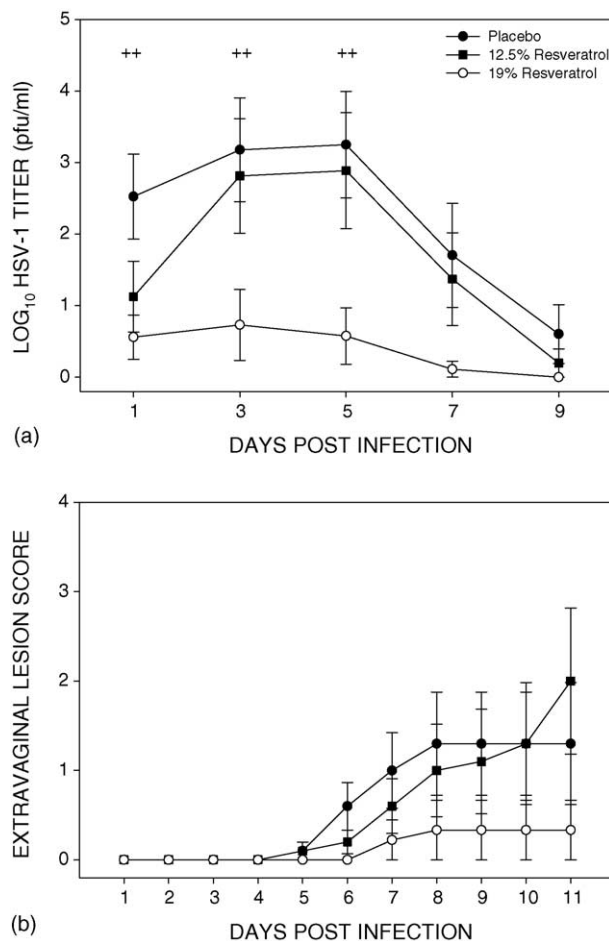 Placebo
12.5% Resveratrol
19% Resveratrol
++ ++ ++
5
4
3
2
1
0
LOG₁₀ HSV-1 TITER (pfu/ml)
1 3 5 7 9
(a) DAYS POST INFECTION
4
3
2
1
0
EXTRAVAGINAL LESION SCORE
1 2 3 4 5 6 7 8 9 10 11
(b) DAYS POST INFECTION